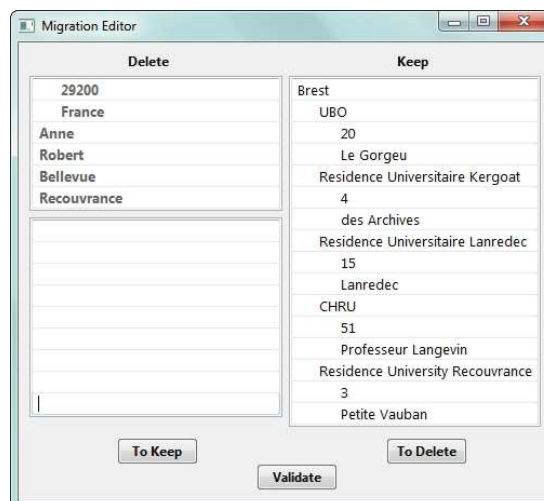 Migration Editor
Delete
Keep
29200
France
Anne
Robert
Bellevue
Recouvrance
Brest
UBO
20
Le Gorgeu
Residence Universitaire Kergoat
4
des Archives
Residence Universitaire Lanredec
15
Lanredec
CHRU
51
Professeur Langevin
Residence University Recouvrance
3
Petite Vauban
To Keep
To Delete
Validate